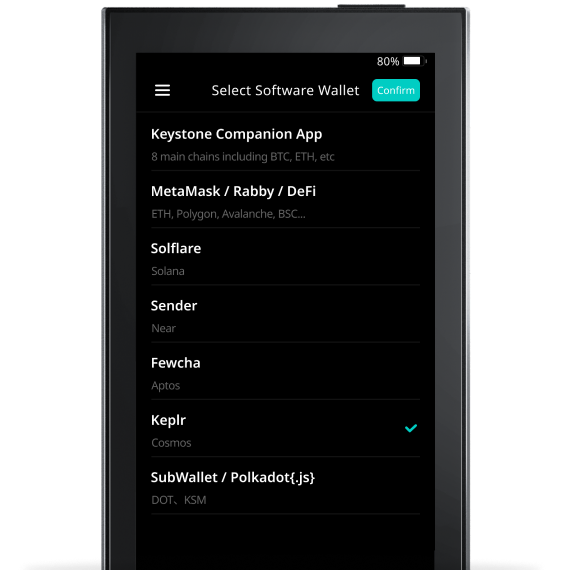 80%
Select Software Wallet
Confirm
Keystone Companion App
8 main chains including BTC, ETH, etc
MetaMask / Rabby / DeFi
ETH, Polygon, Avalanche, BSC...
Solflare
Solana
Sender
Near
Fewcha
Aptos
Keplr
Cosmos
SubWallet / Polkadot{.js}
DOT、KSM